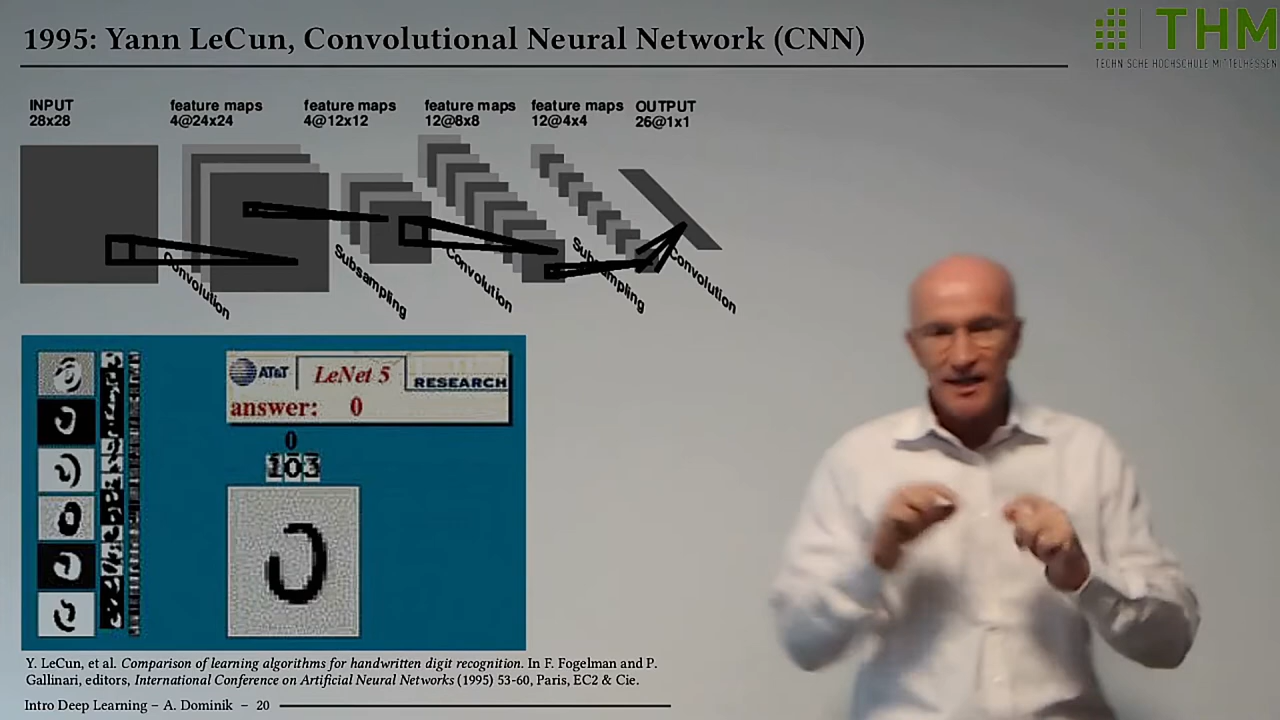 1995: Yann LeCun, Convolutional Neural Network (CNN)
THM
TECHNISCHE HOCHSCHULE MITTELHESSEN
INPUT
28x28
feature maps
4@24x24
feature maps
4@12x12
feature maps
12@8x8
feature maps
12@4x4
OUTPUT
26@1x1
Convolution
Subsampling
Convolution
Subsampling
Convolution
AT&T
LeNet 5
RESEARCH
answer: 0
0
103
Y. LeCun, et al. Comparison of learning algorithms for handwritten digit recognition. In F. Fogelman and P.
Gallinari, editors, International Conference on Artificial Neural Networks (1995) 53-60, Paris, EC2 & Cie.
Intro Deep Learning – A. Dominik – 20